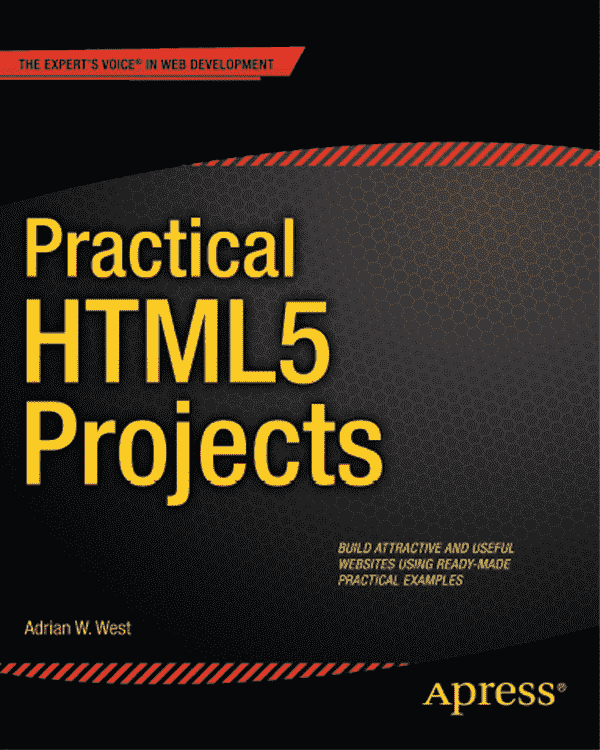 THE EXPERT'S VOICE® IN WEB DEVELOPMENT
Practical
HTML5
Projects
BUILD ATTRACTIVE AND USEFUL
WEBSITES USING READY-MADE
PRACTICAL EXAMPLES
Adrian W. West
Apress®